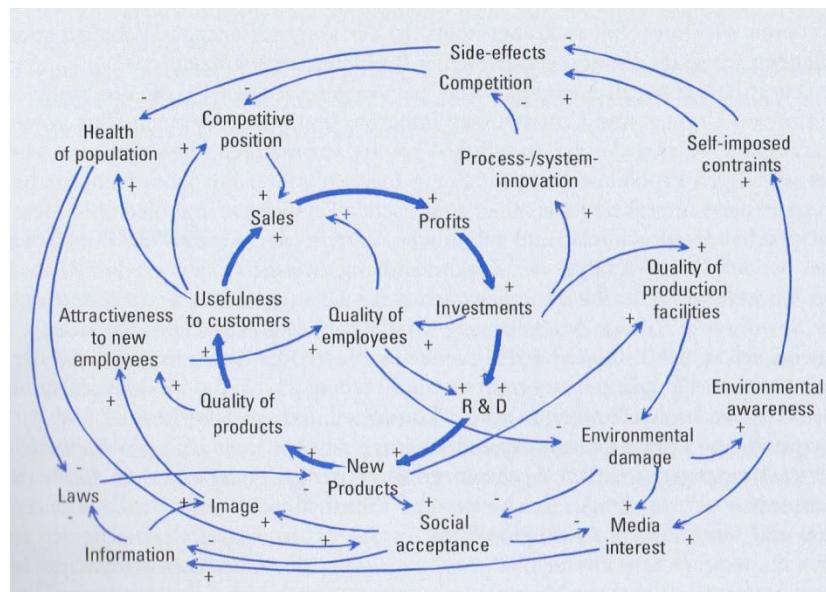 Side-effects
Competition
Health
of population
Competitive
position
Process-/system-
innovation
Self-imposed
constraints
Sales
Profits
Quality of
production
facilities
Attractiveness
to new
employees
Usefulness
to customers
Quality of
employees
Investments
Quality of
products
R & D
Environmental
awareness
Environmental
damage
New
Products
Laws
Image
Social
acceptance
Media
interest
Information